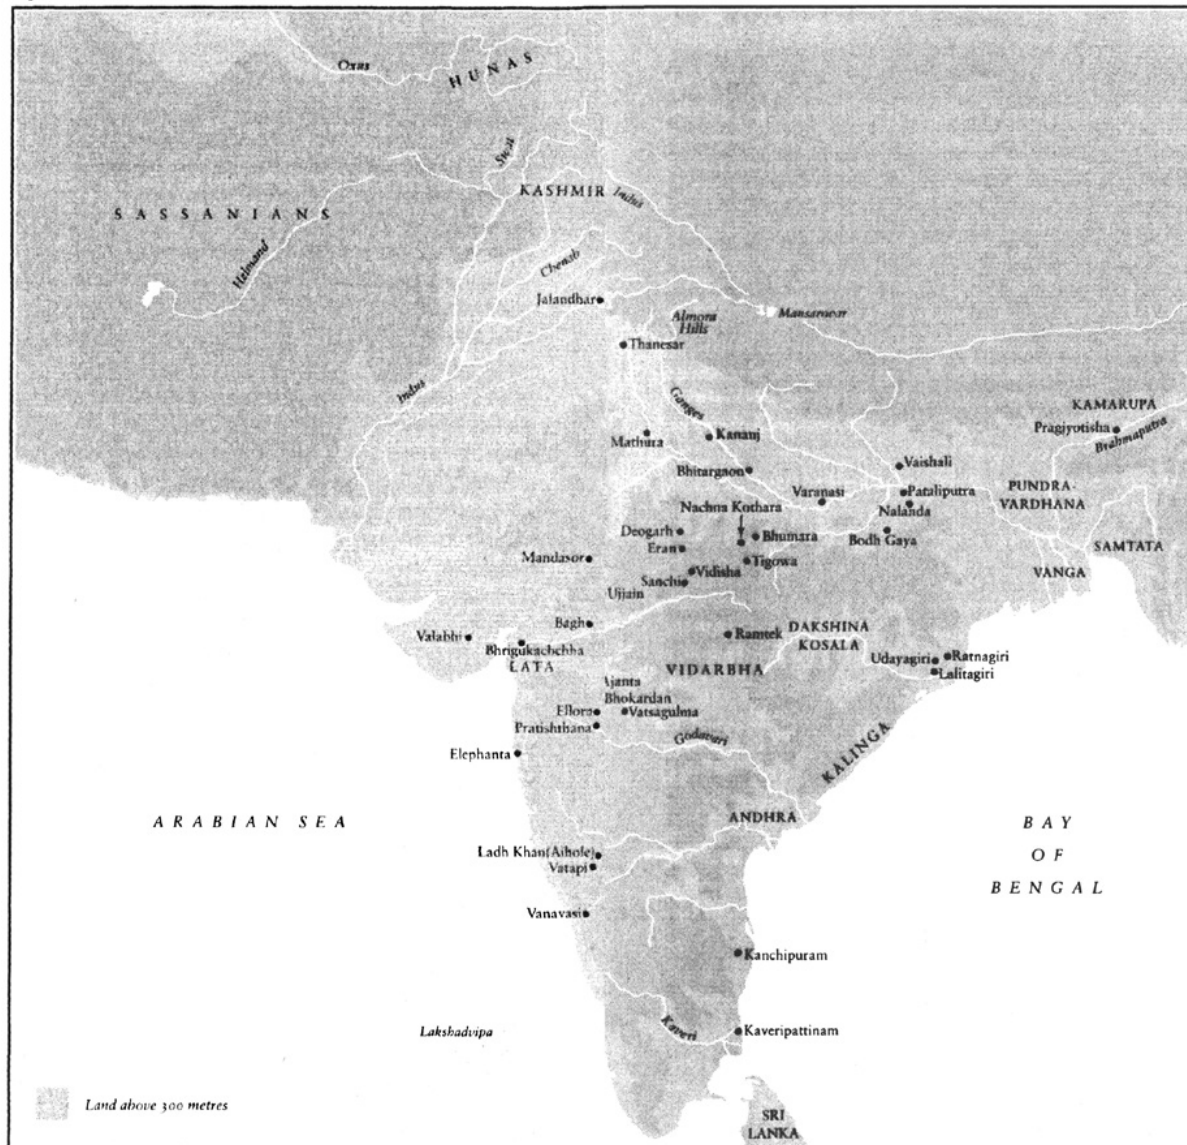 Oxus
HUNAS
Swat
KASHMIR
Indus
SASSANIANS
Helmand
Chenab
Jalandhar
Almora
Hills
Mansarovar
Thanesar
Indus
Ganges
KAMARUPA
Pragjyotisha
Brahmaputra
Mathura
Kanauj
Bhitargaon
Vaishali
Varanasi
Pataliputra
PUNDRA-
VARDHANA
Nachna Kothara
Nalanda
Deogarh
Bhumara
Bodh Gaya
Eran
SAMTATA
Mandasor
Tigowa
Vidisha
VANGA
Sanchi
Ujjain
Bagh
Valabhi
Ramtek
DAKSHINA
KOSALA
Bhrigukachchha
LATA
Udayagiri
Ratnagiri
Lalitagiri
VIDARBHA
Ajanta
Bhokardan
Ellora
Vatsagulma
Pratishthana
Godavari
Elephanta
KALINGA
ARABIAN SEA
ANDHRA
BAY
OF
BENGAL
Ladh Khan(Aihole)
Vatapi
Vanavasi
Kanchipuram
Lakshadvipa
Kaveri
Kaveripattinam
Land above 300 metres
SRI
LANKA